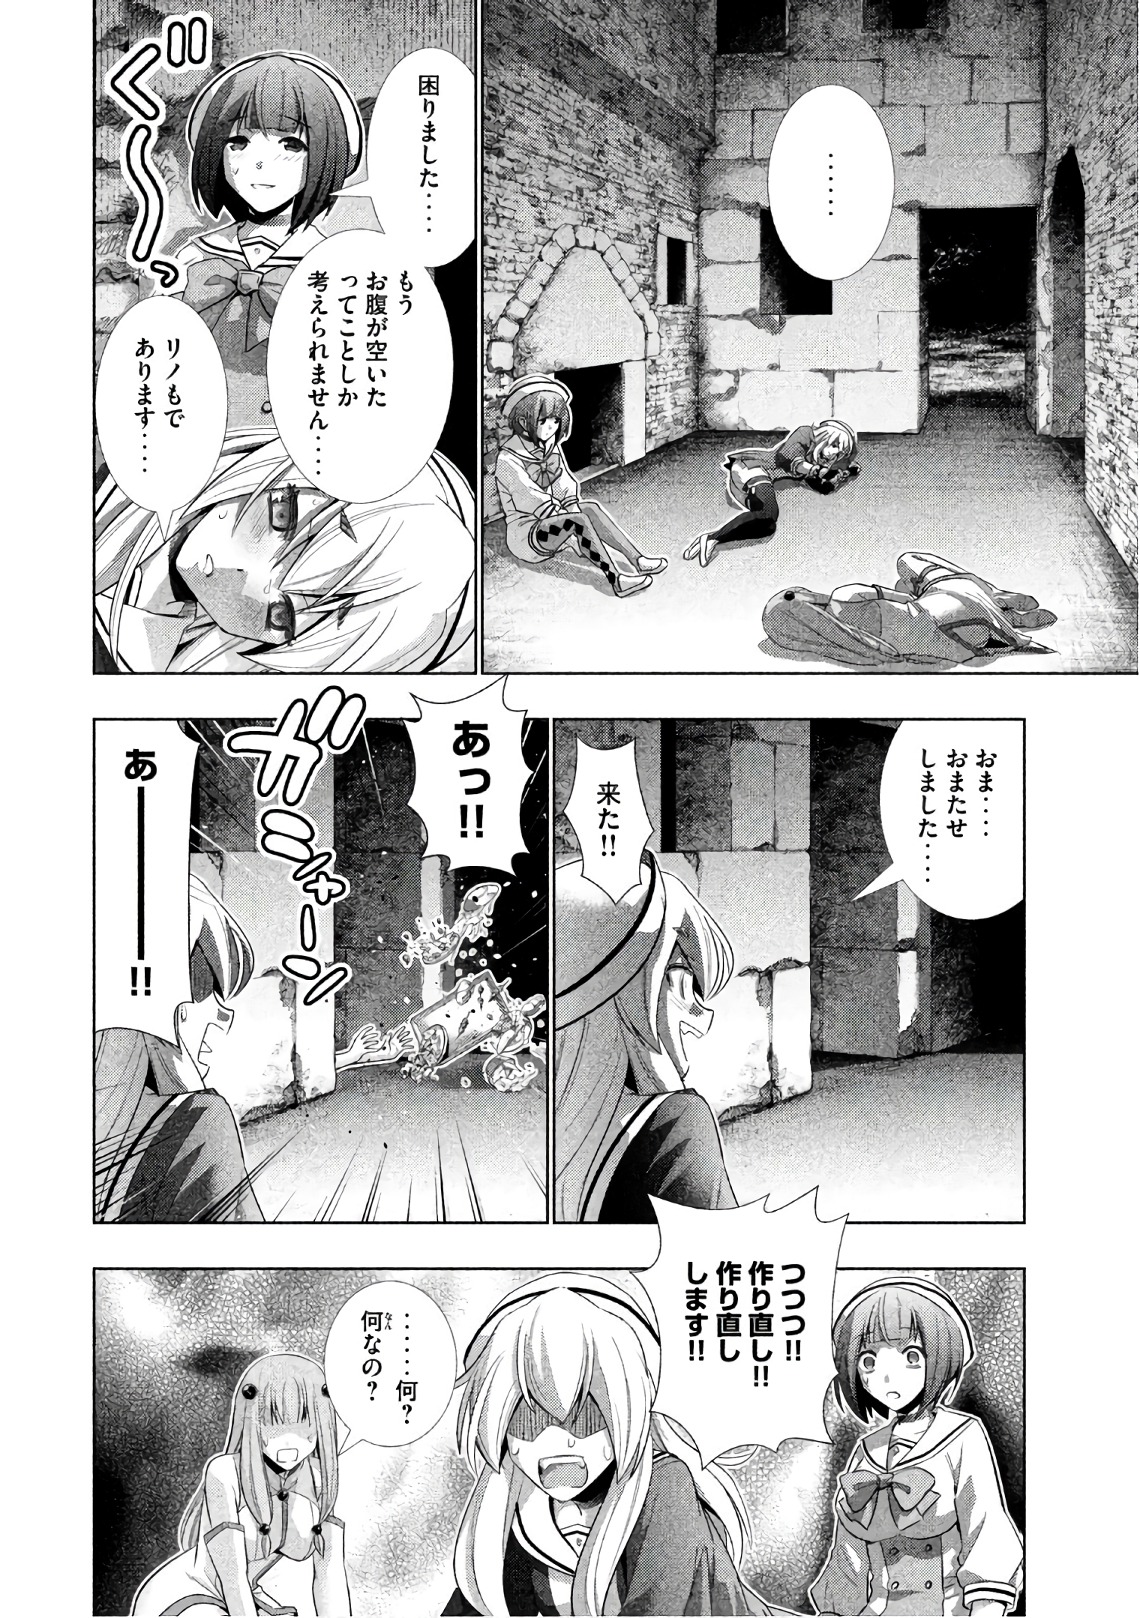 ‥‥‥
困りました‥‥
もう
お腹が空いた
ってことしか
考えられません‥‥
ぐ〜〜っ
リノもで
あります‥‥
おま‥‥
おまたせ
しました‥‥
来た!!
あっ!!
ガシャーン
あ――――!!
つつつ!!
作り直し!!
作り直し
します!!
‥‥‥何?
何なの?
なん